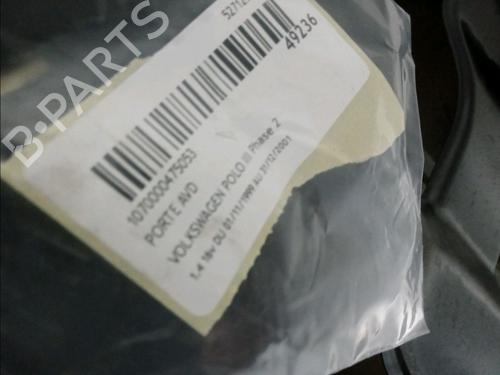 B-PARTS
5271
49236
1070000475053
PORTE AVD
VOLKSWAGEN POLO III Phase 2
1.4 16v DU 01/11/1999 AU 31/12/2001